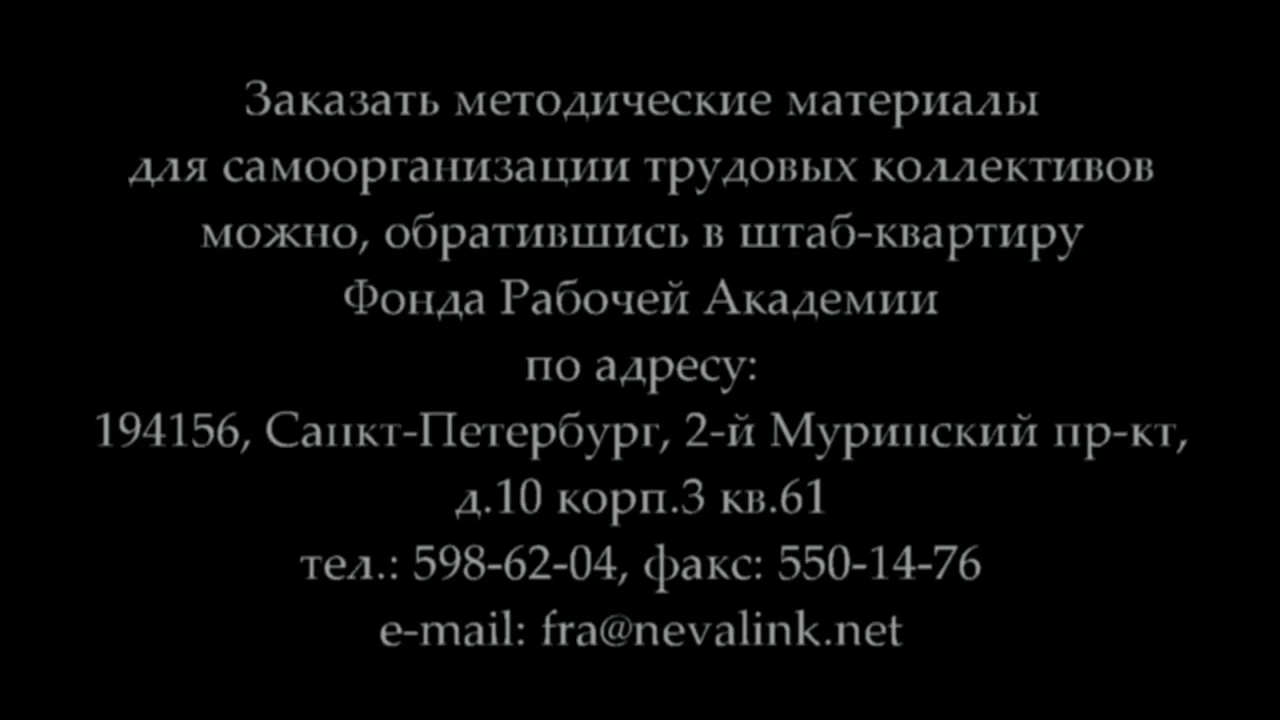 Заказать методические материалы
для самоорганизации трудовых коллективов
можно, обратившись в штаб-квартиру
Фонда Рабочей Академии
по адресу:
194156, Санкт-Петербург, 2-й Муринский пр-кт,
д.10 корп.3 кв.61
тел.: 598-62-04, факс: 550-14-76
e-mail: fra@nevalink.net